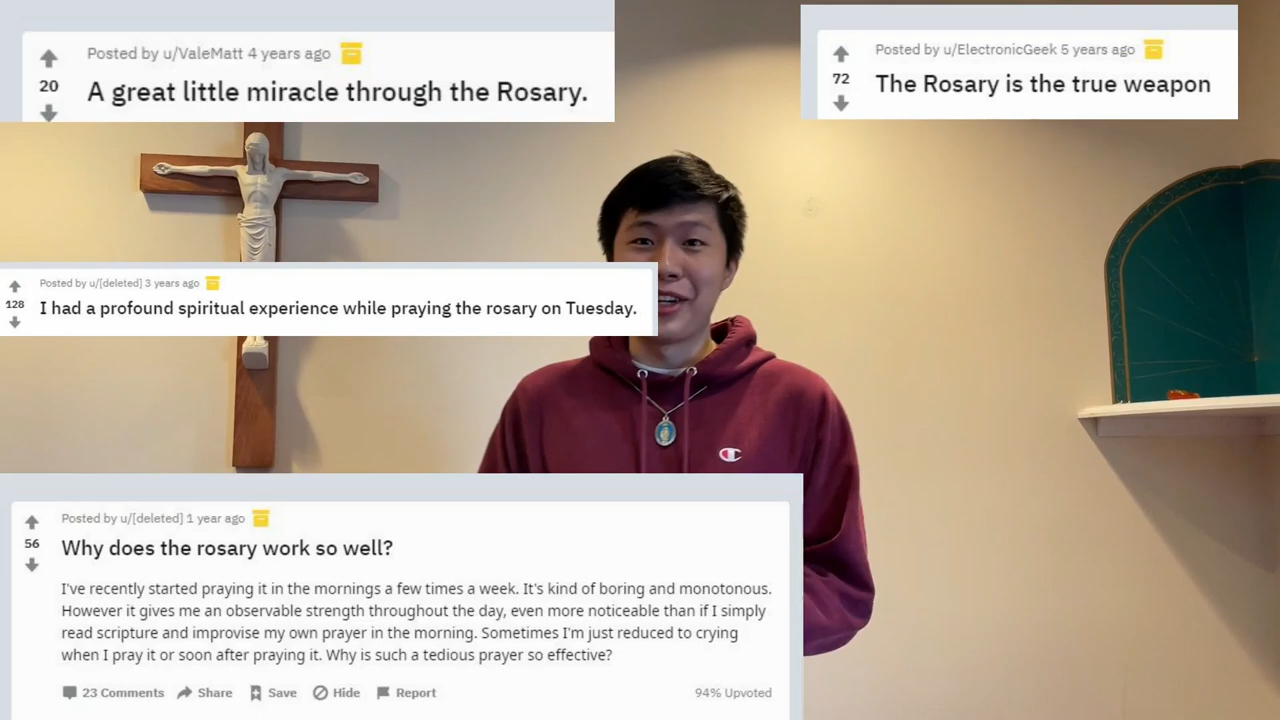 Posted by u/ValeMatt 4 years ago
20
A great little miracle through the Rosary.
Posted by u/ElectronicGeek 5 years ago
72
The Rosary is the true weapon
Posted by u/[deleted] 3 years ago
128
I had a profound spiritual experience while praying the rosary on Tuesday.
Posted by u/[deleted] 1 year ago
56
Why does the rosary work so well?
I've recently started praying it in the mornings a few times a week. It's kind of boring and monotonous.
However it gives me an observable strength throughout the day, even more noticeable than if I simply
read scripture and improvise my own prayer in the morning. Sometimes I'm just reduced to crying
when I pray it or soon after praying it. Why is such a tedious prayer so effective?
23 Comments Share Save Hide Report 94% Upvoted